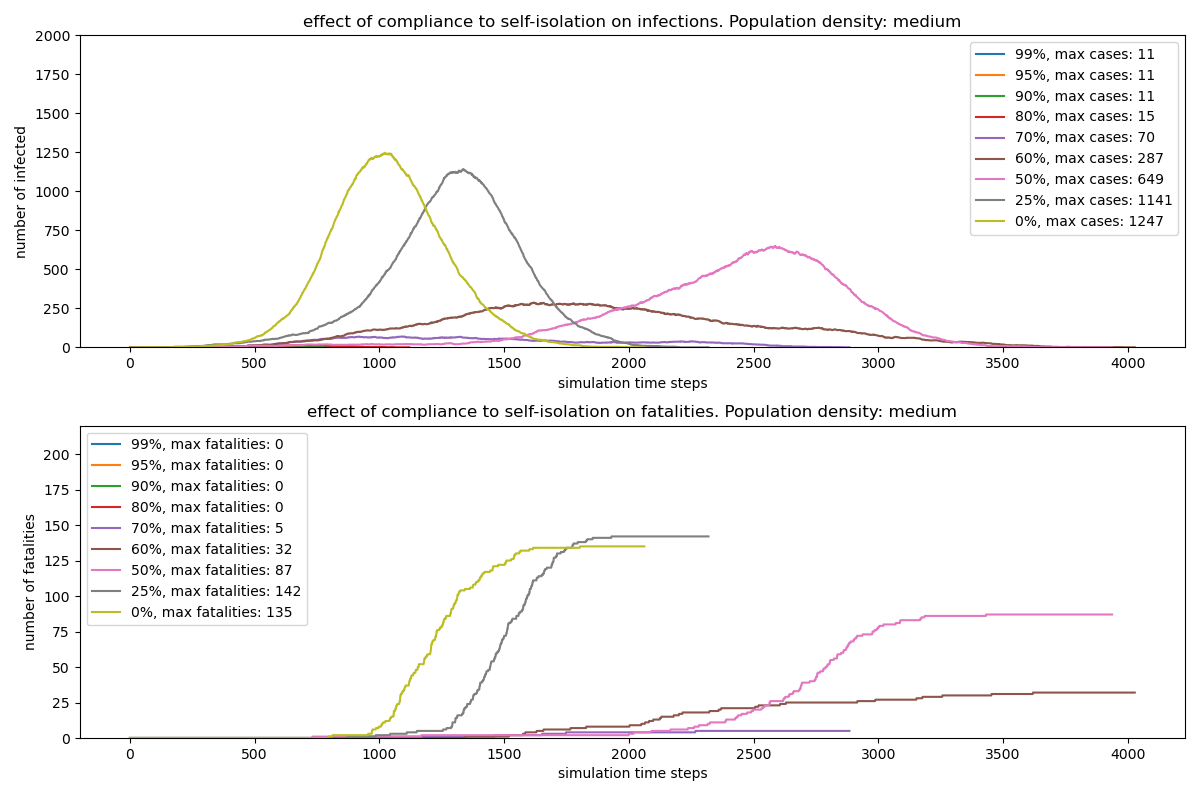 effect of compliance to self-isolation on infections. Population density: medium
2000
1750
1500
1250
1000
750
500
250
0
number of infected
99%, max cases: 11
95%, max cases: 11
90%, max cases: 11
80%, max cases: 15
70%, max cases: 70
60%, max cases: 287
50%, max cases: 649
25%, max cases: 1141
0%, max cases: 1247
0 500 1000 1500 2000 2500 3000 3500 4000
simulation time steps
effect of compliance to self-isolation on fatalities. Population density: medium
200
175
150
125
100
75
50
25
0
number of fatalities
99%, max fatalities: 0
95%, max fatalities: 0
90%, max fatalities: 0
80%, max fatalities: 0
70%, max fatalities: 5
60%, max fatalities: 32
50%, max fatalities: 87
25%, max fatalities: 142
0%, max fatalities: 135
0 500 1000 1500 2000 2500 3000 3500 4000
simulation time steps